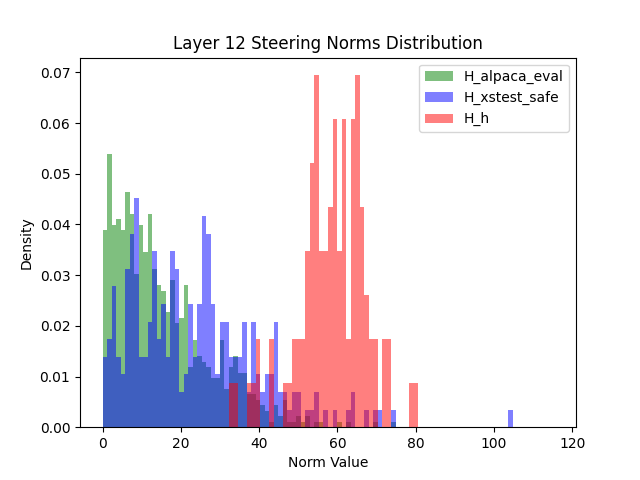 Layer 12 Steering Norms Distribution
H_alpaca_eval
H_xstest_safe
H_h
Density
0.07
0.06
0.05
0.04
0.03
0.02
0.01
0.00
0 20 40 60 80 100 120
Norm Value